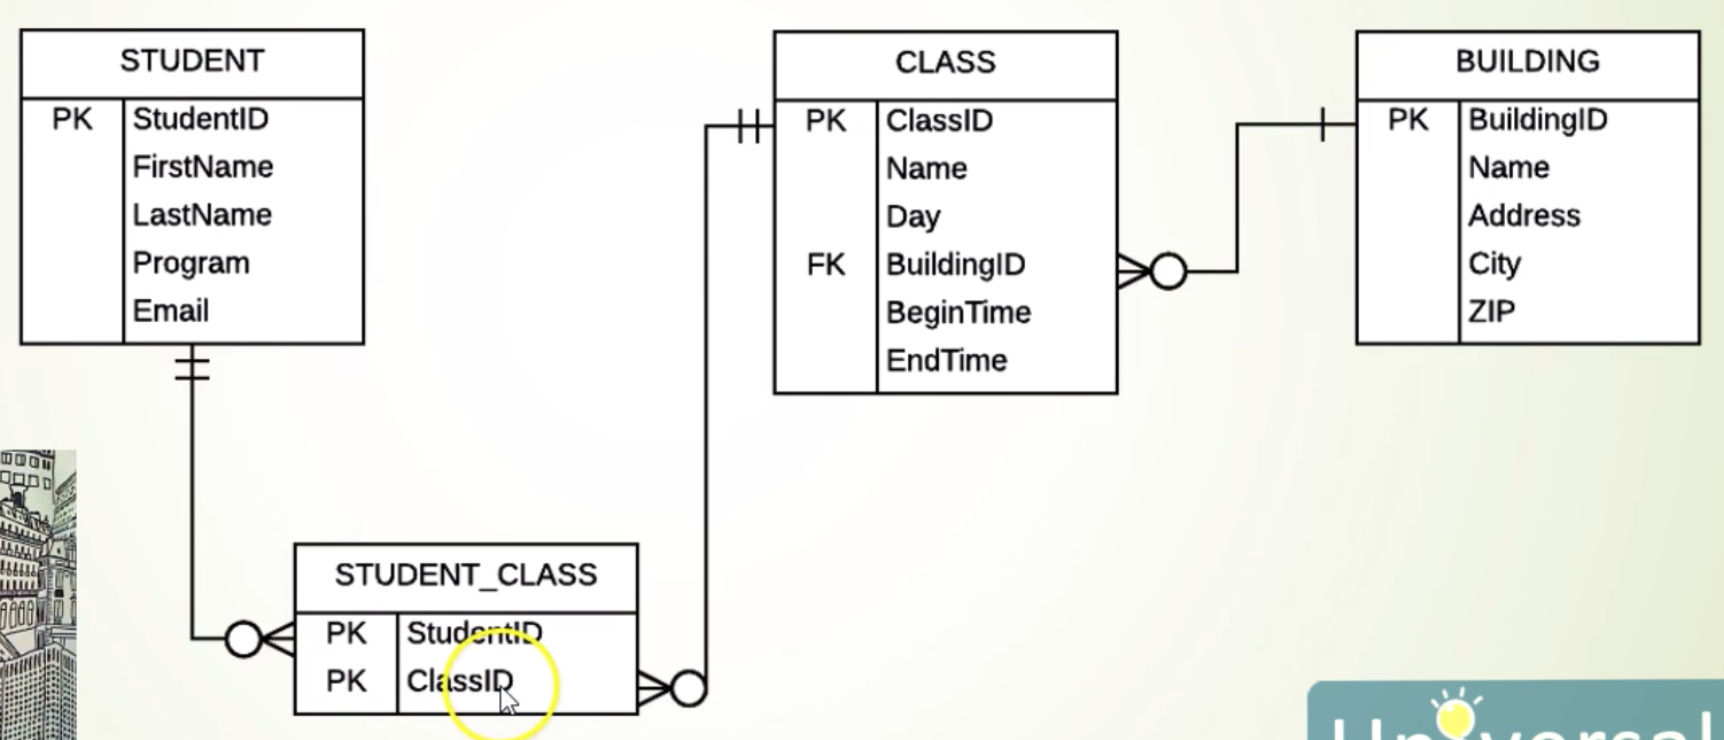 STUDENT
PK StudentID
FirstName
LastName
Program
Email
CLASS
PK ClassID
Name
Day
FK BuildingID
BeginTime
EndTime
BUILDING
PK BuildingID
Name
Address
City
ZIP
STUDENT_CLASS
PK StudentID
PK ClassID